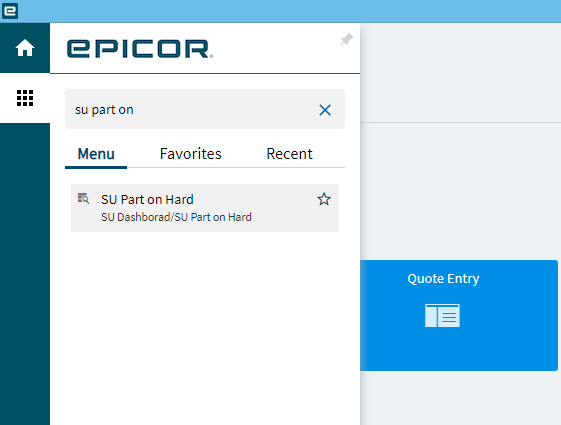 EPICOR
su part on
Menu Favorites Recent
SU Part on Hard
SU Dashborad/SU Part on Hard
Quote Entry